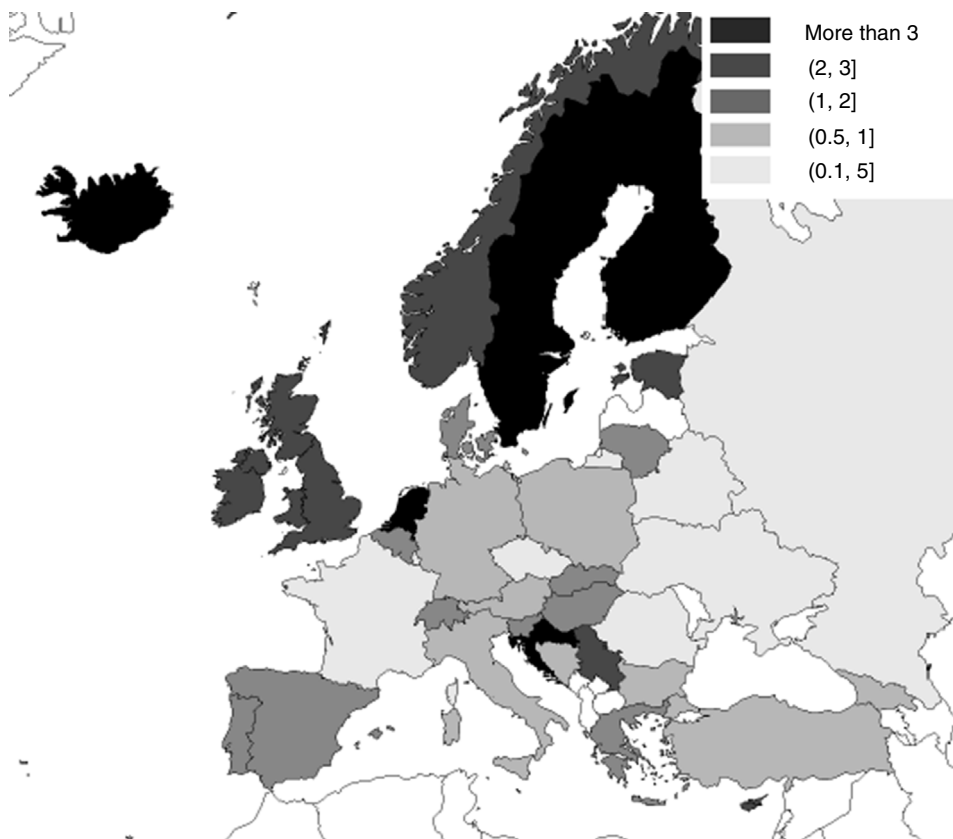 More than 3
(2, 3]
(1, 2]
(0.5, 1]
(0.1, 5]